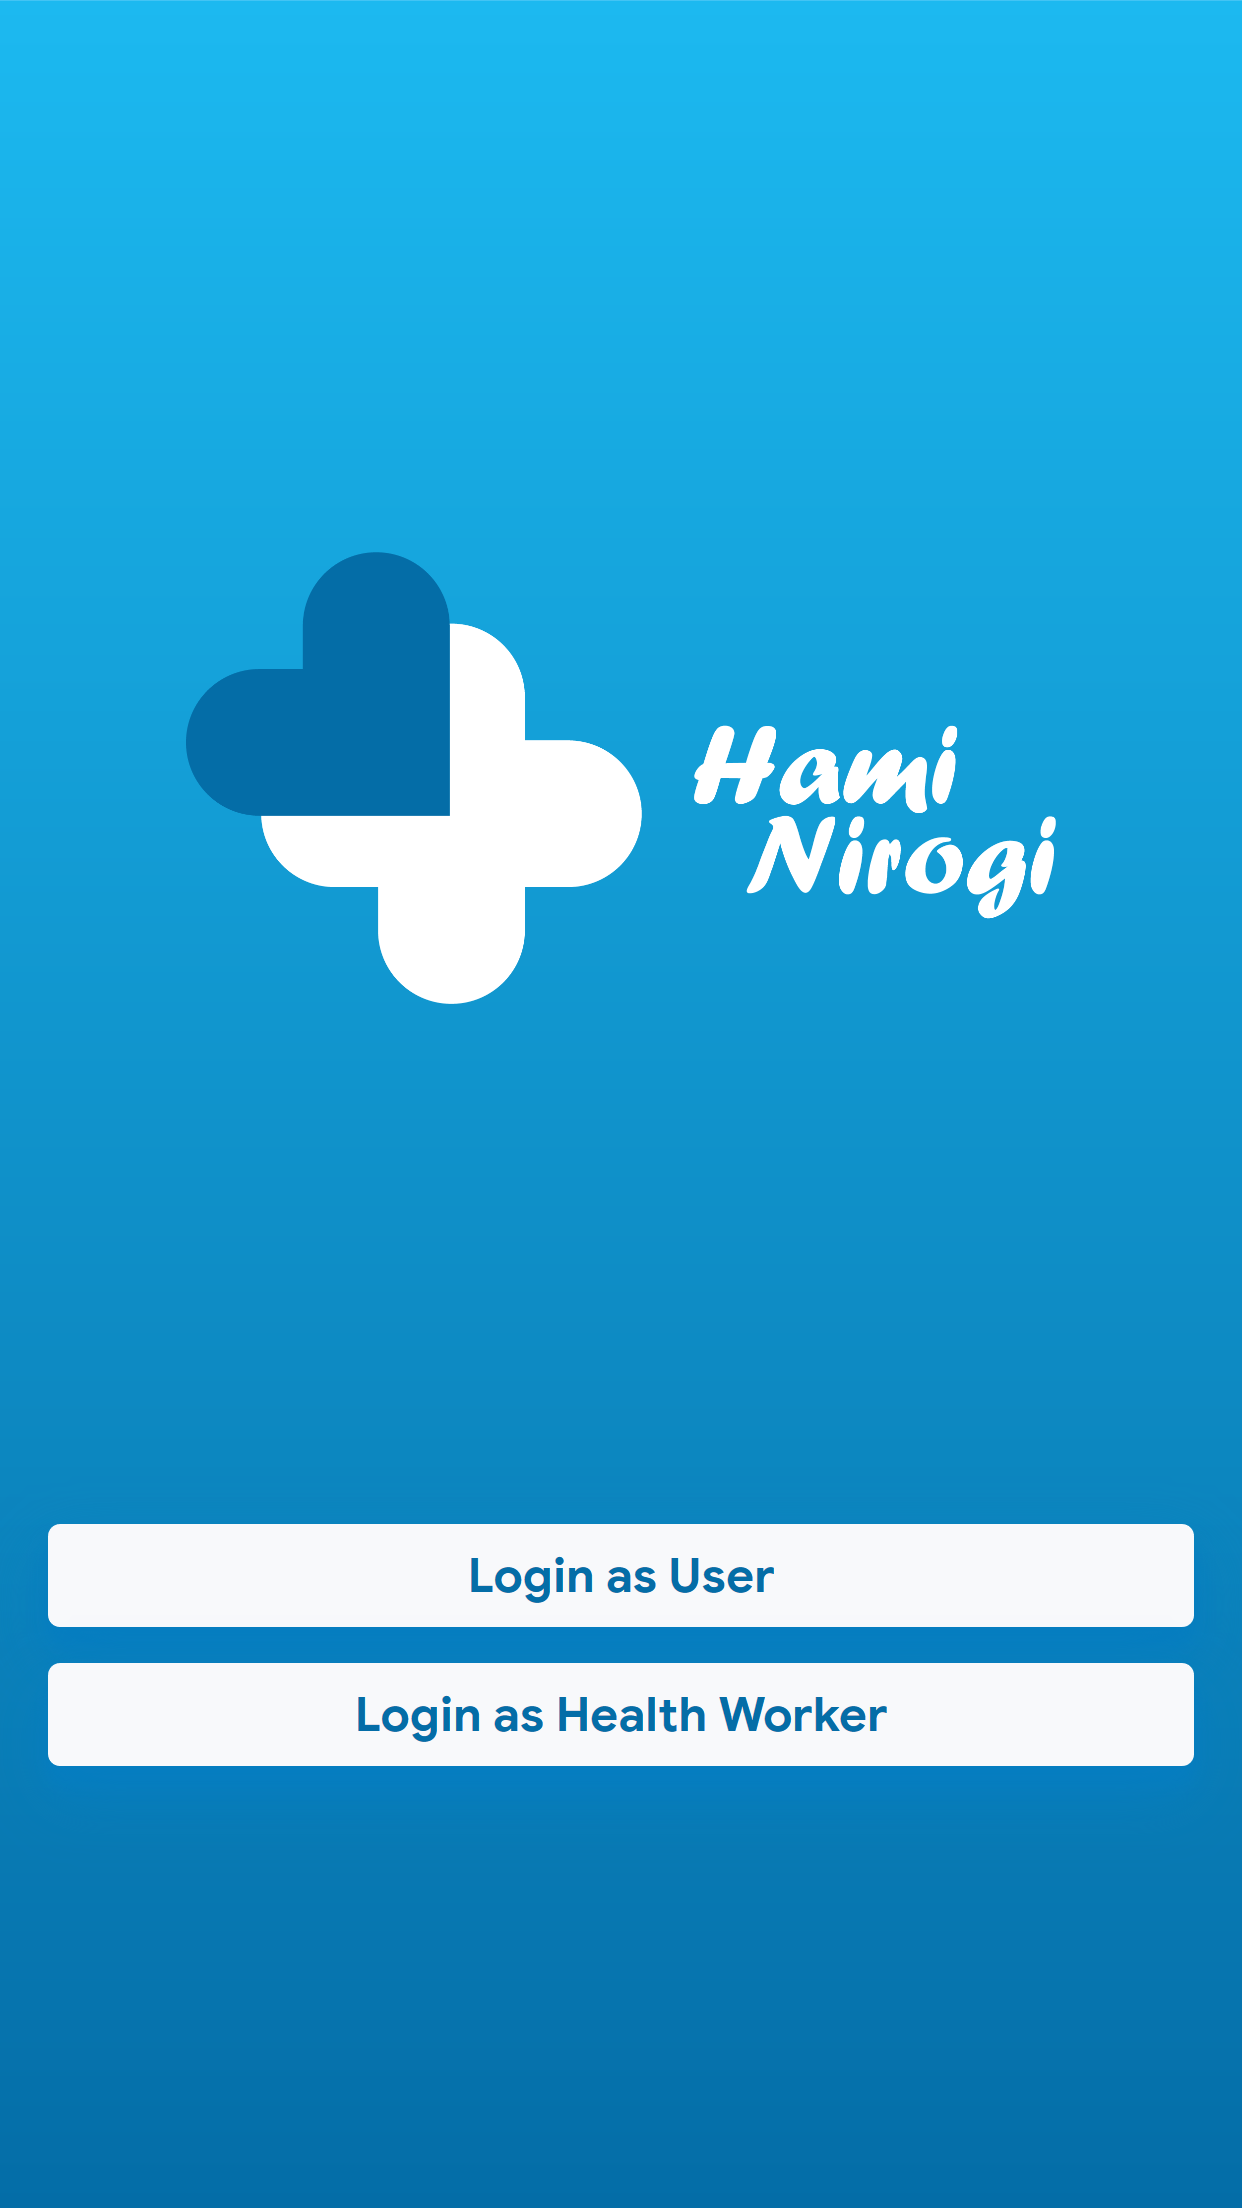 Hami
Nirogi
Login as User
Login as Health Worker